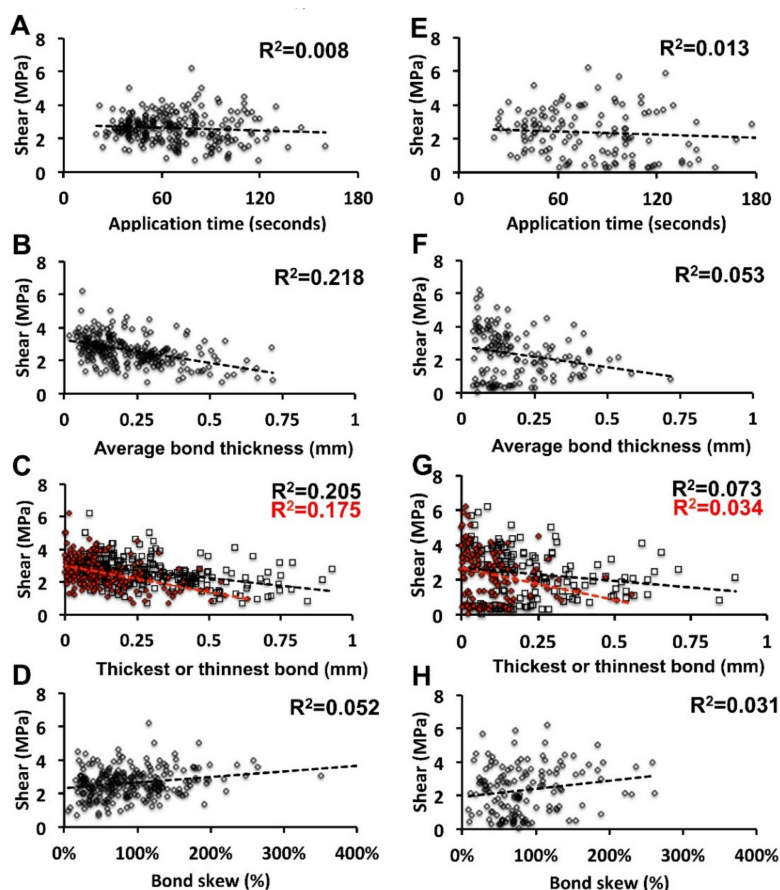 A
E
R²=0.008
R²=0.013
Shear (MPa)
8
6
4
2
0
0 60 120 180
Application time (seconds)
Shear (MPa)
8
6
4
2
0
0 60 120 180
Application time (seconds)
B
F
R²=0.218
R²=0.053
Shear (MPa)
8
6
4
2
0
0 0.25 0.5 0.75 1
Average bond thickness (mm)
Shear (MPa)
8
6
4
2
0
0 0.25 0.5 0.75 1
Average bond thickness (mm)
C
G
R²=0.205
R²=0.175
R²=0.073
R²=0.034
Shear (MPa)
8
6
4
2
0
0 0.25 0.5 0.75 1
Thickest or thinnest bond (mm)
Shear (MPa)
8
6
4
2
0
0 0.25 0.5 0.75 1
Thickest or thinnest bond (mm)
D
H
R²=0.052
R²=0.031
Shear (MPa)
8
6
4
2
0
0% 100% 200% 300% 400%
Bond skew (%)
Shear (MPa)
8
6
4
2
0
0% 100% 200% 300% 400%
Bond skew (%)